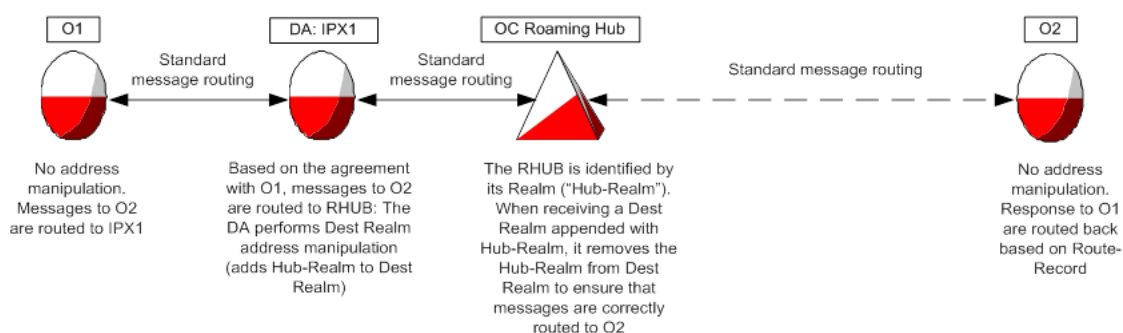 O1
DA: IPX1
OC Roaming Hub
O2
Standard
message routing
Standard
message routing
Standard message routing
No address
manipulation.
Messages to O2
are routed to IPX1
Based on the agreement
with O1, messages to O2
are routed to RHUB: The
DA performs Dest Realm
address manipulation
(adds Hub-Realm to Dest
Realm)
The RHUB is identified by
its Realm (“Hub-Realm”).
When receiving a Dest
Realm appended with
Hub-Realm, it removes the
Hub-Realm from Dest
Realm to ensure that
messages are correctly
routed to O2
No address
manipulation.
Response to O1
are routed back
based on Route-
Record